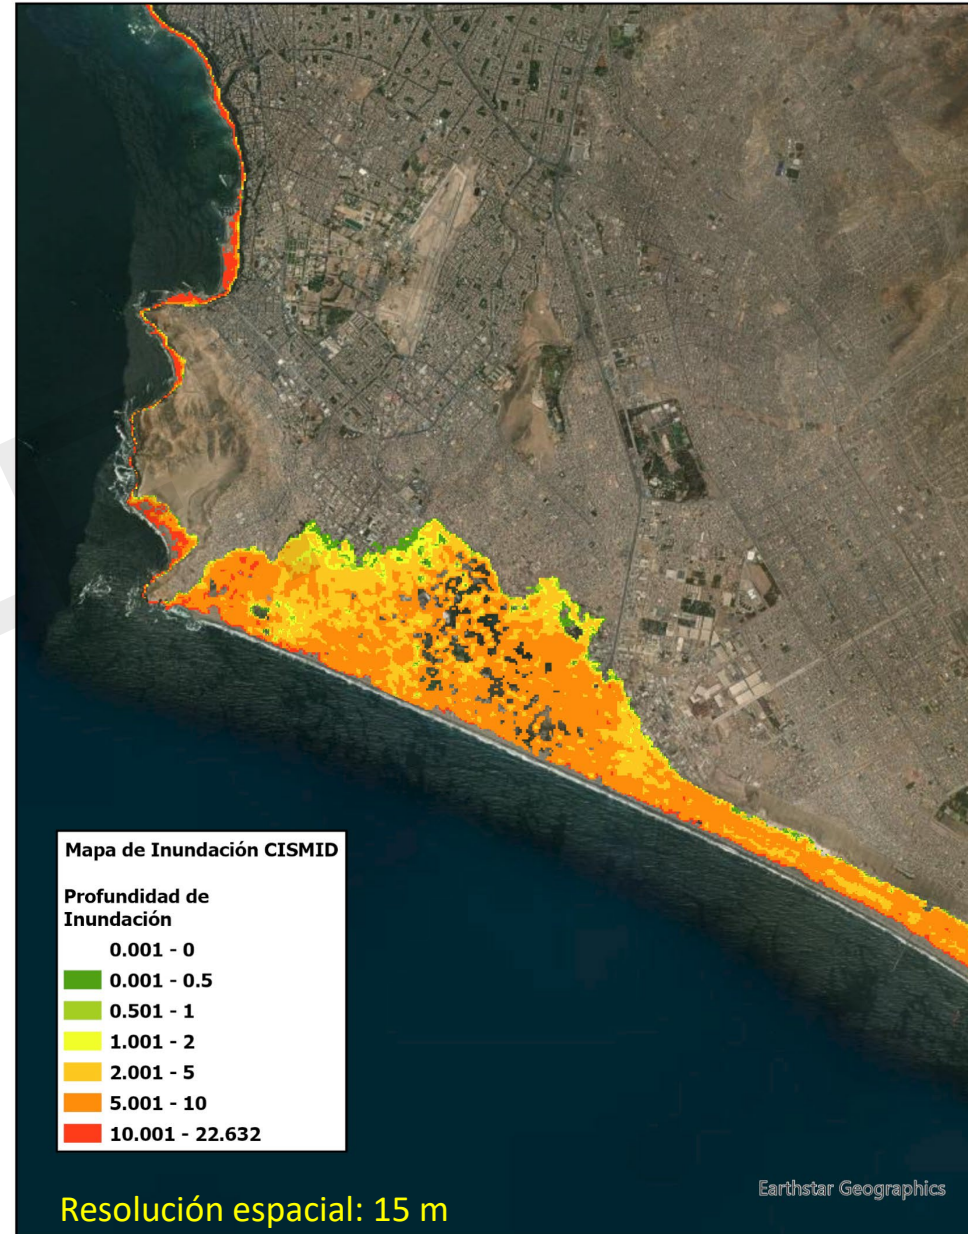 Mapa de Inundación CISMID
Profundidad de
Inundación
0.001 - 0
0.001 - 0.5
0.501 - 1
1.001 - 2
2.001 - 5
5.001 - 10
10.001 - 22.632
Resolución espacial: 15 m
Earthstar Geographics